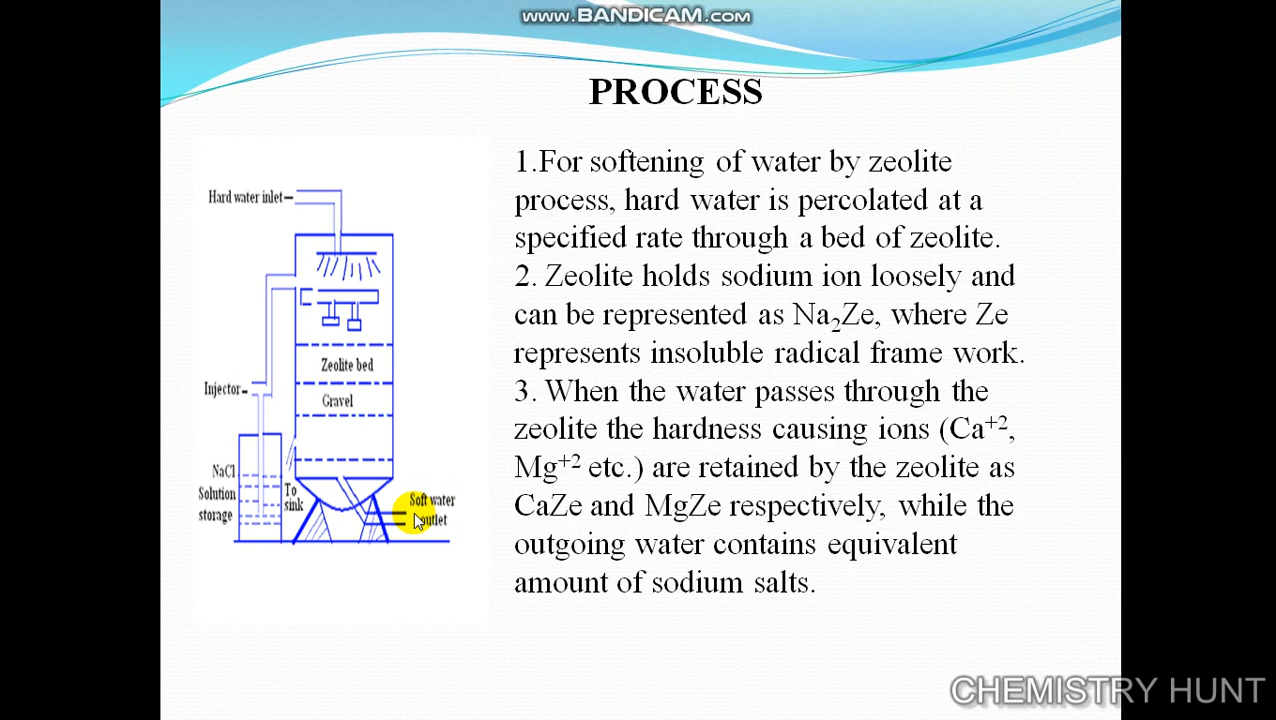 www.BANDICAM.com
PROCESS
Hard water inlet
Zeolite bed
Gravel
Injector
NaCl
Solution
storage
To
sink
Soft water
outlet
1.For softening of water by zeolite
process, hard water is percolated at a
specified rate through a bed of zeolite.
2. Zeolite holds sodium ion loosely and
can be represented as Na₂Ze, where Ze
represents insoluble radical frame work.
3. When the water passes through the
zeolite the hardness causing ions (Ca⁺², 
Mg⁺² etc.) are retained by the zeolite as
CaZe and MgZe respectively, while the
outgoing water contains equivalent
amount of sodium salts.
CHEMISTRY HUNT